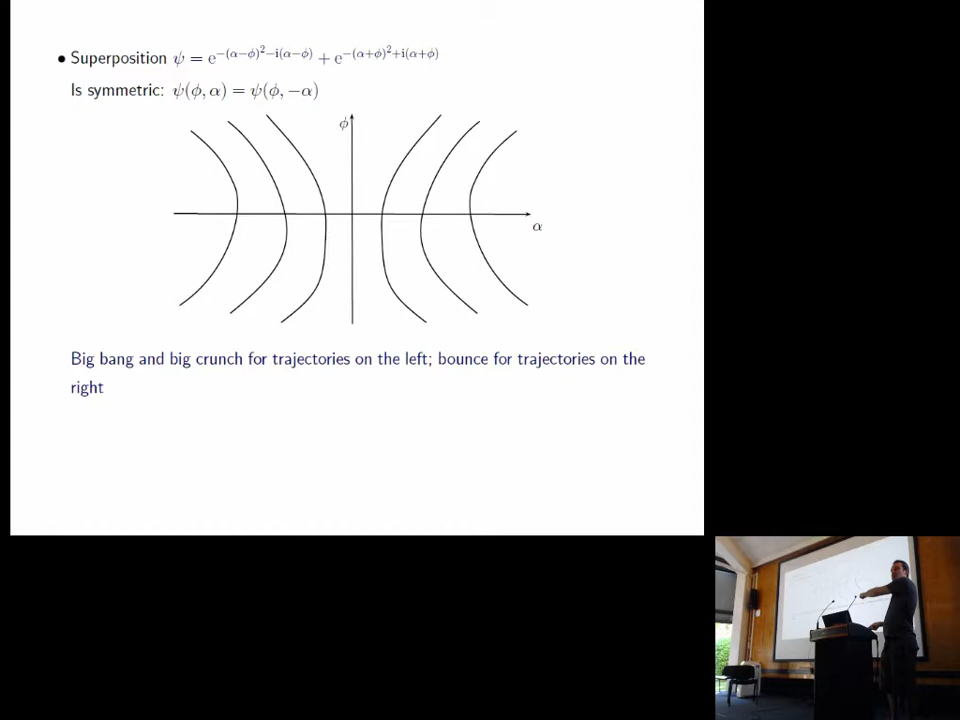 • Superposition ψ = e^{−(α−ϕ)²−i(α−ϕ)} + e^{−(α+ϕ)²+i(α+ϕ)}
Is symmetric: ψ(ϕ, α) = ψ(ϕ, −α)
ϕ
α
Big bang and big crunch for trajectories on the left; bounce for trajectories on the
right